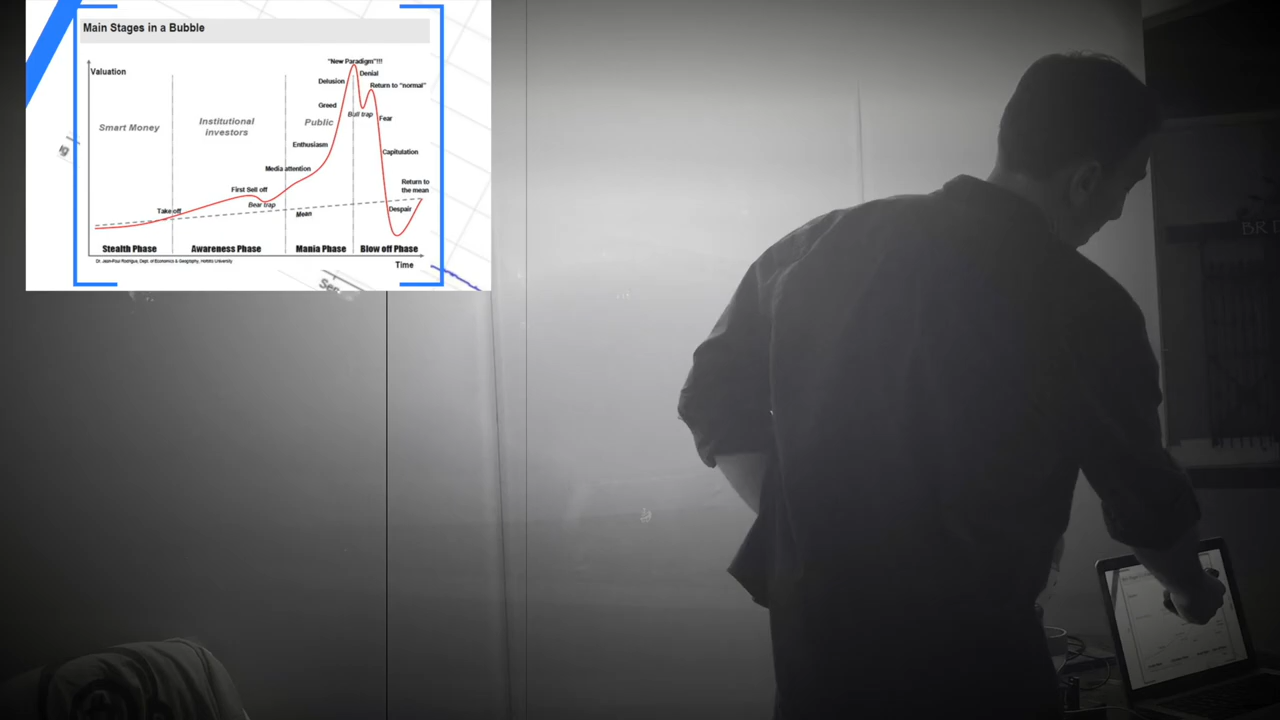 Main Stages in a Bubble
"New Paradigm"!!!
Valuation
Denial
Delusion
Return to "normal"
Greed
Bull trap
Smart Money
Institutional
investors
Public
Fear
Enthusiasm
Capitulation
Media attention
First Sell off
Return to
the mean
Bear trap
Take off
Mean
Despair
Stealth Phase
Awareness Phase
Mania Phase
Blow off Phase
Dr. Jean-Paul Rodrigue, Dept. of Economics & Geography, Hofstra University
Time